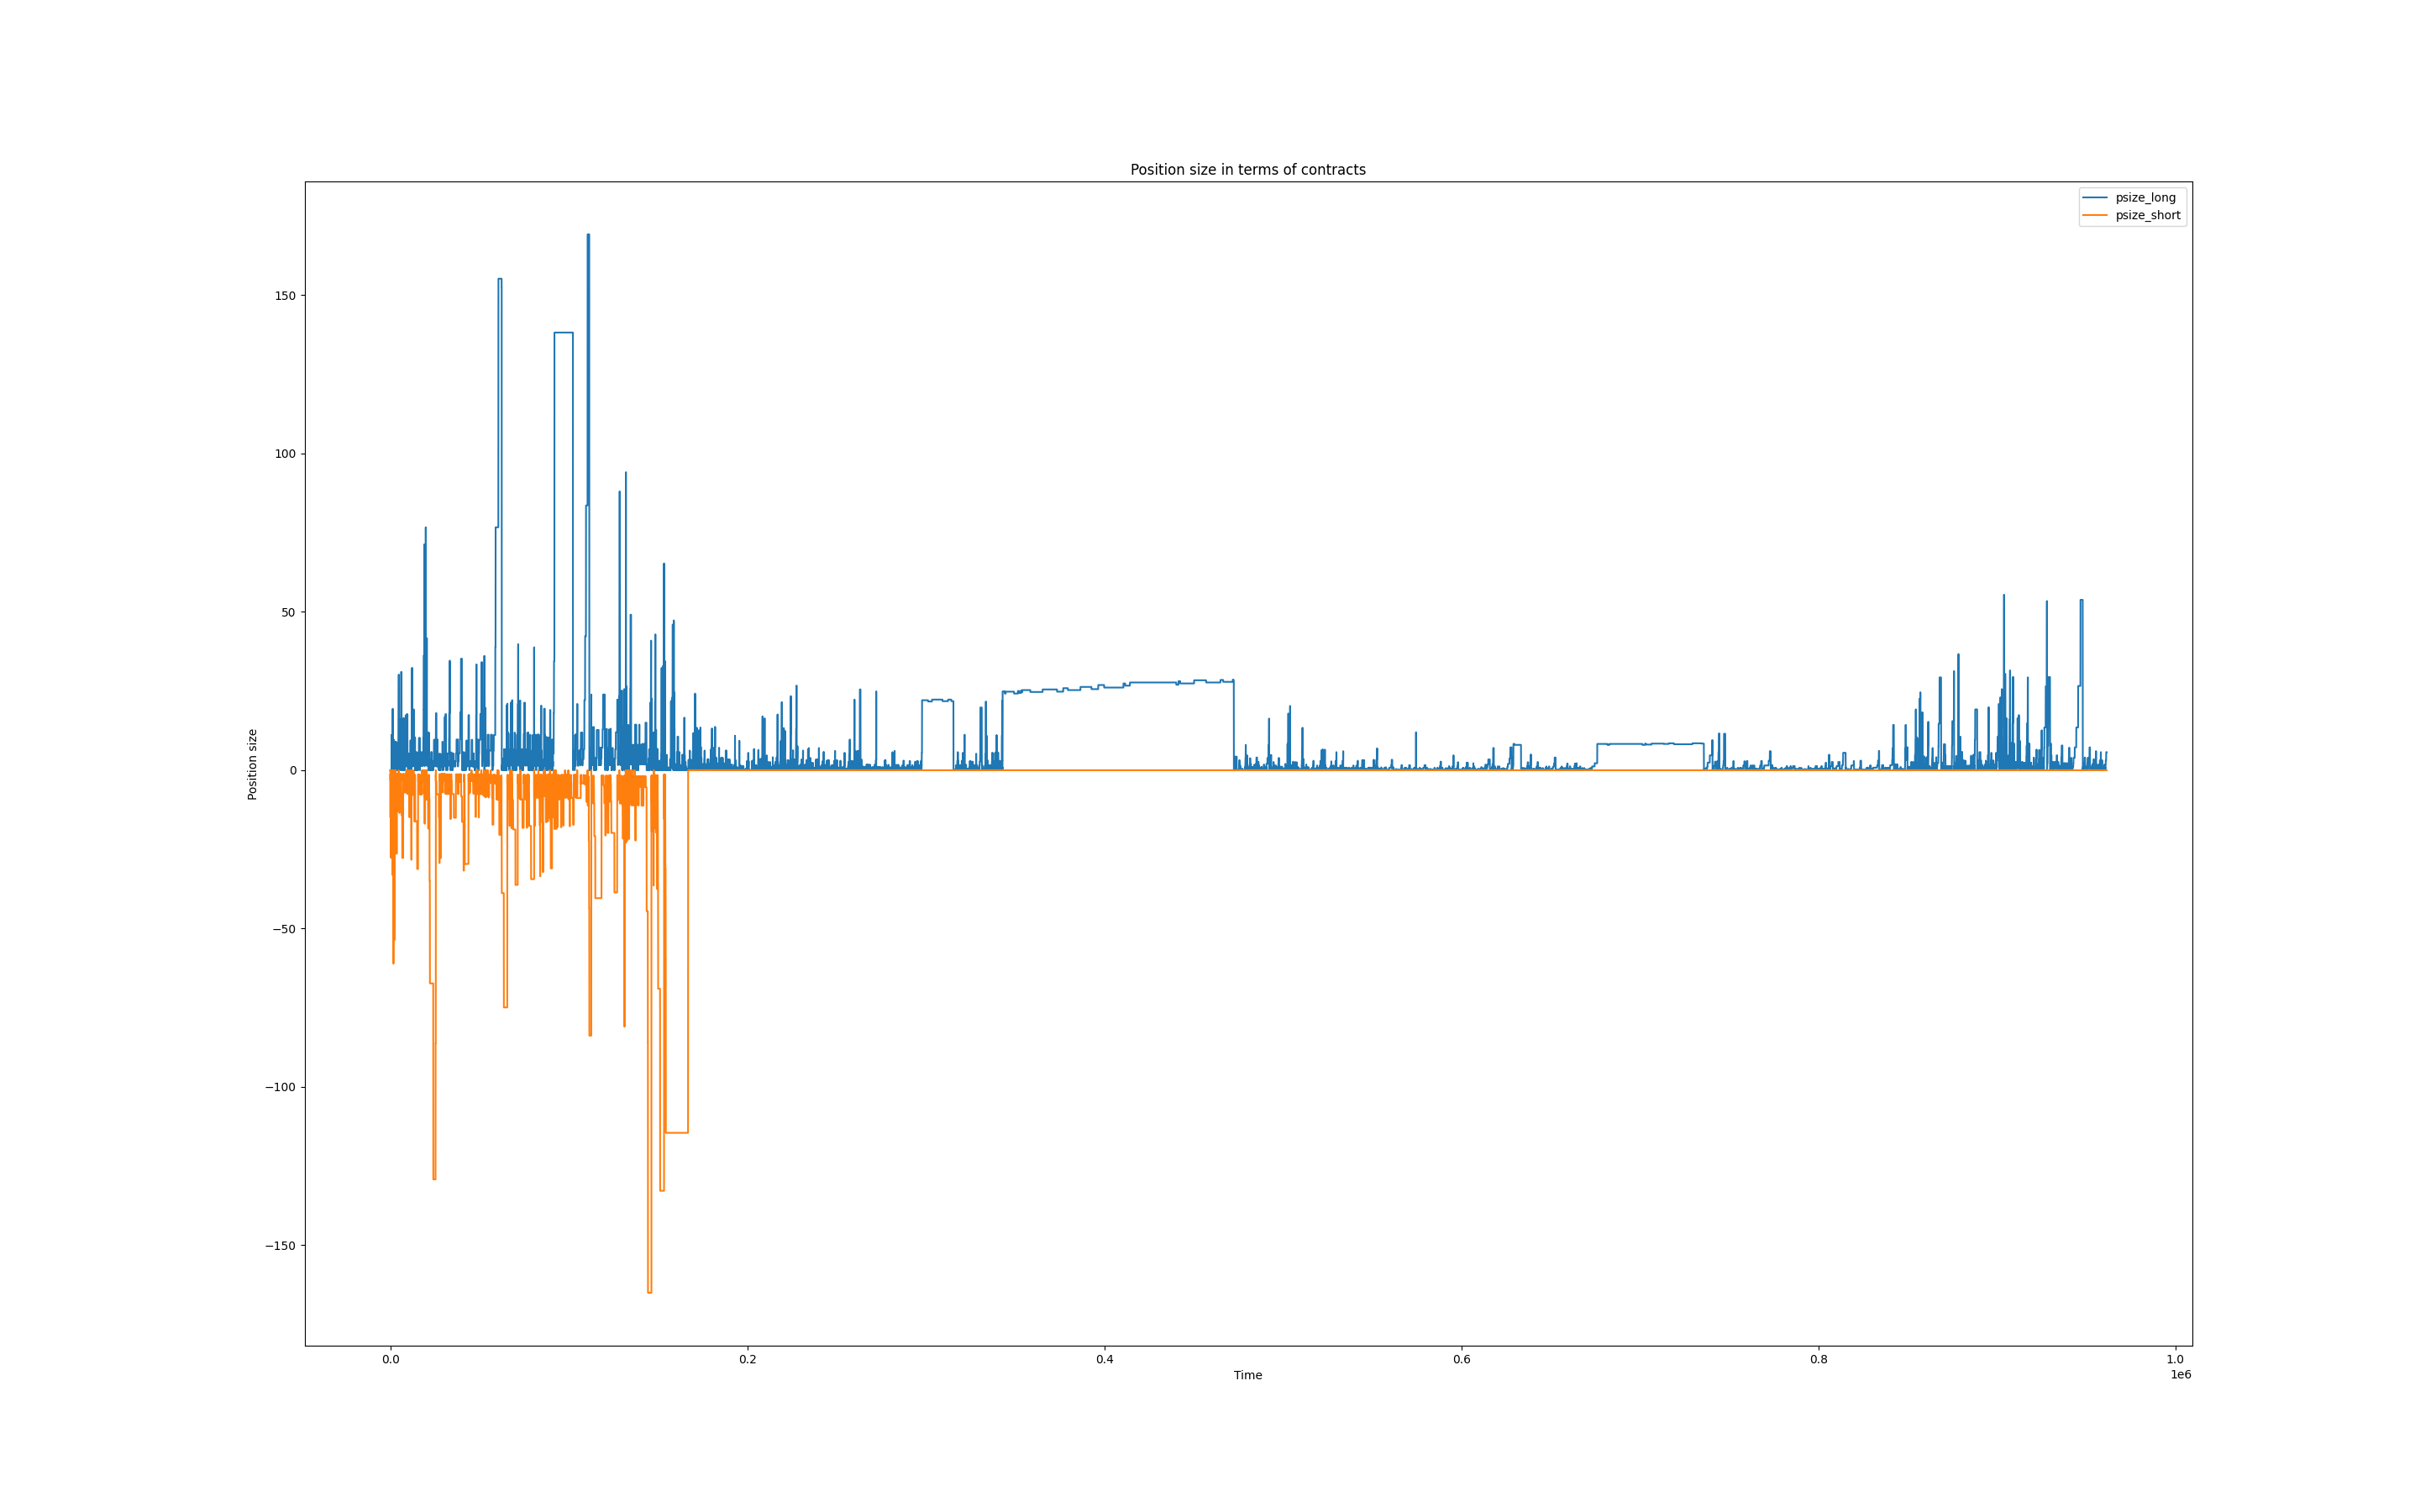 Position size in terms of contracts
psize_long
psize_short
Position size
150
100
50
0
−50
−100
−150
0.0
0.2
0.4
0.6
0.8
1.0
1e6
Time